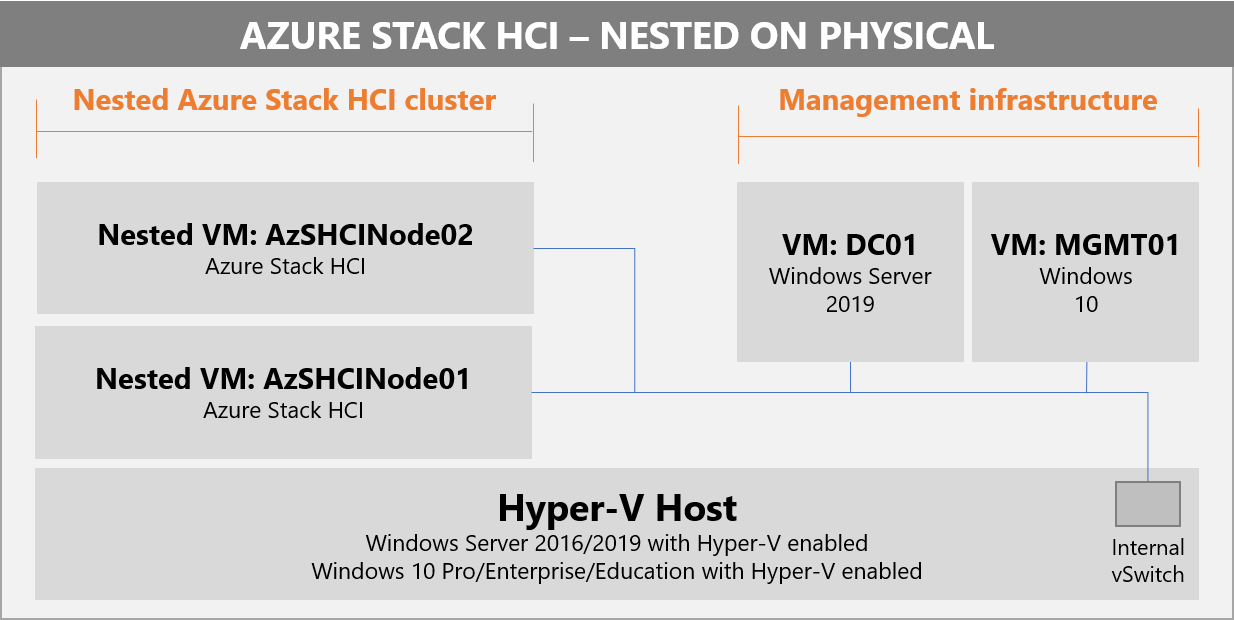 AZURE STACK HCI – NESTED ON PHYSICAL
Nested Azure Stack HCI cluster
Management infrastructure
Nested VM: AzSHCINode02
Azure Stack HCI
VM: DC01
Windows Server
2019
VM: MGMT01
Windows
10
Nested VM: AzSHCINode01
Azure Stack HCI
Hyper-V Host
Windows Server 2016/2019 with Hyper-V enabled
Windows 10 Pro/Enterprise/Education with Hyper-V enabled
Internal
vSwitch